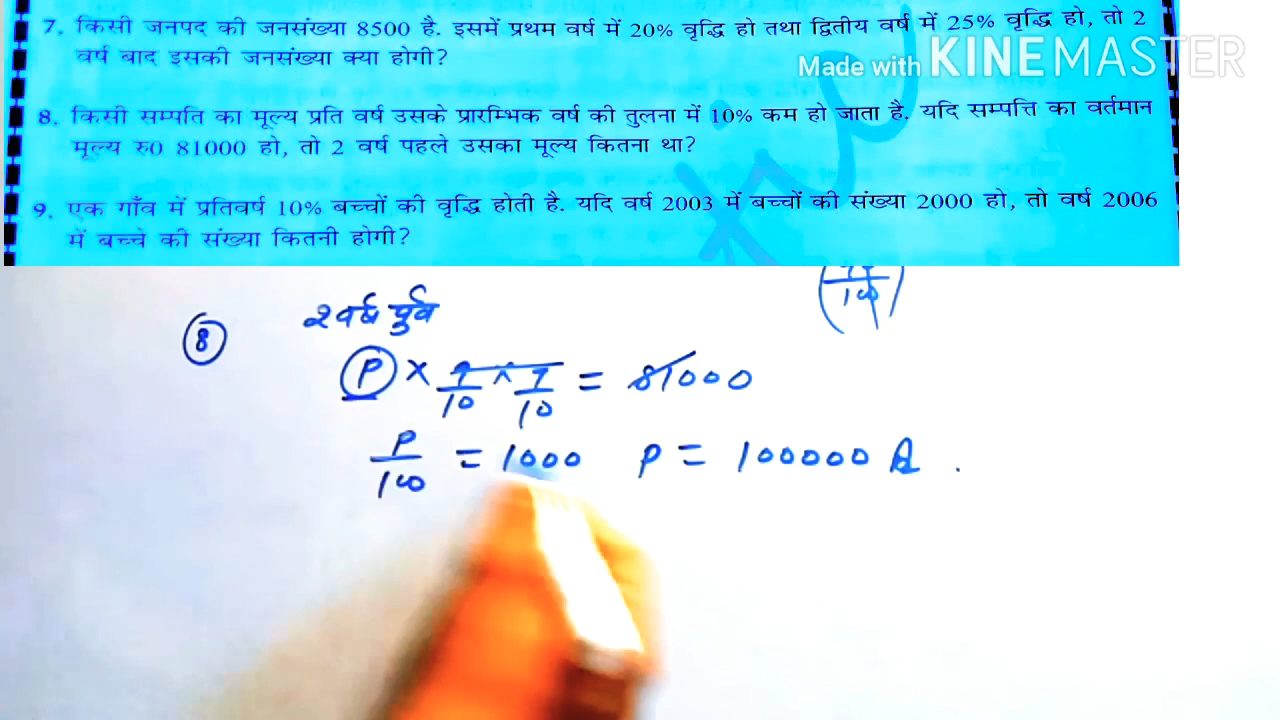 7. किसी जनपद की जनसंख्या 8500 है. इसमें प्रथम वर्ष में 20% वृद्धि हो तथा द्वितीय वर्ष में 25% वृद्धि हो, तो 2
वर्ष बाद इसकी जनसंख्या क्या होगी?
Made with KINEMASTER
8. किसी सम्पति का मूल्य प्रति वर्ष उसके प्रारम्भिक वर्ष की तुलना में 10% कम हो जाता है. यदि सम्पत्ति का वर्तमान
मूल्य रु0 81000 हो, तो 2 वर्ष पहले उसका मूल्य कितना था?
9. एक गाँव में प्रतिवर्ष 10% बच्चों की वृद्धि होती है. यदि वर्ष 2003 में बच्चों की संख्या 2000 हो, तो वर्ष 2006
में बच्चे की संख्या कितनी होगी?
8 २ वर्ष पुर्व
P × 9/10 × 9/10 = 81000
P/100 = 1000 P = 100000